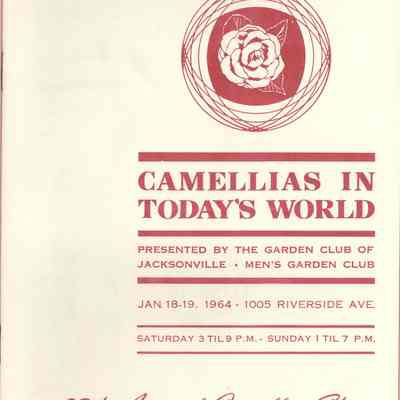 CAMELLIAS IN
TODAY'S WORLD
PRESENTED BY THE GARDEN CLUB OF
JACKSONVILLE • MEN'S GARDEN CLUB
JAN. 18-19, 1964 • 1005 RIVERSIDE AVE.
SATURDAY 3 TIL 9 P.M. - SUNDAY 1 TIL 7 P.M.